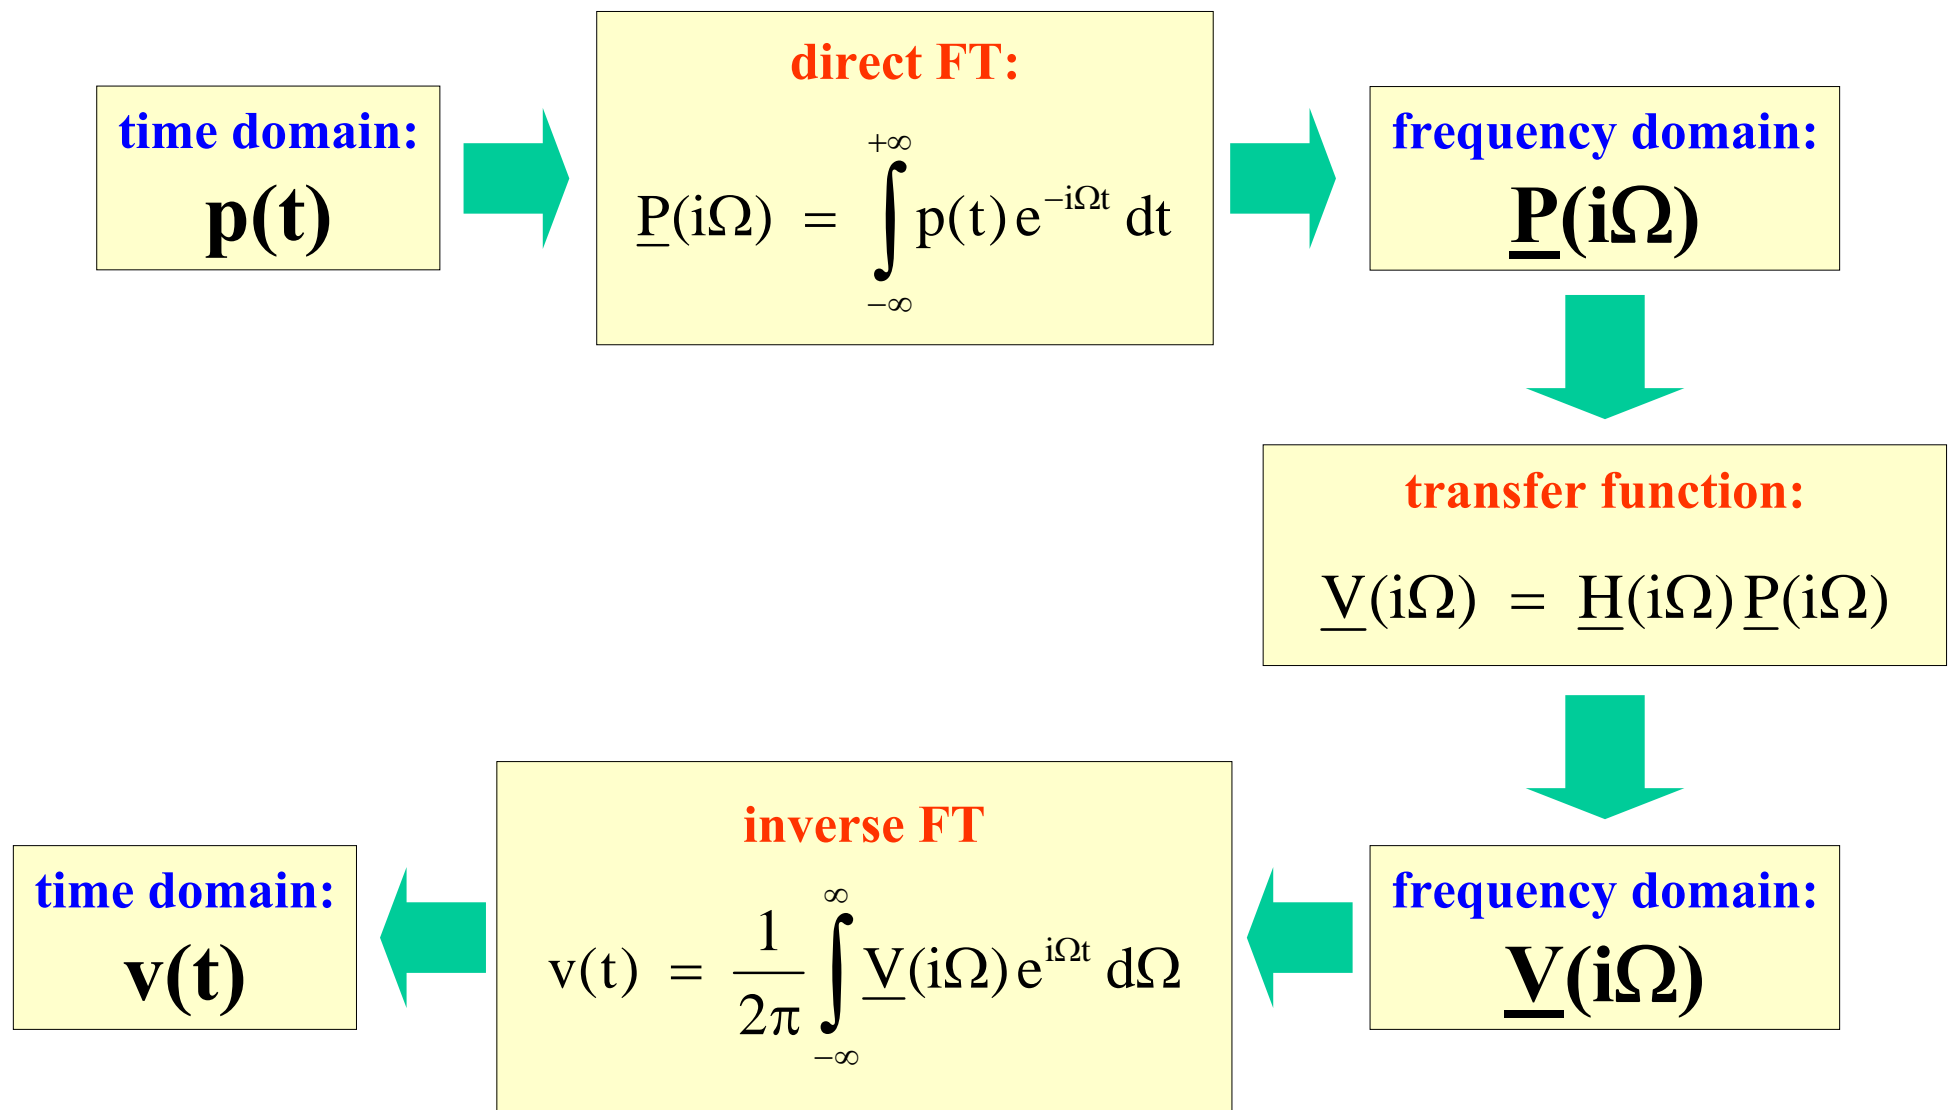 time domain:
p(t)
direct FT:
P(iΩ) = ∫_{−∞}^{+∞} p(t) e^{−iΩt} dt
frequency domain:
P(iΩ)
transfer function:
V(iΩ) = H(iΩ) P(iΩ)
frequency domain:
V(iΩ)
inverse FT
v(t) = \frac{1}{2π} ∫_{−∞}^{∞} V(iΩ) e^{iΩt} dΩ
time domain:
v(t)